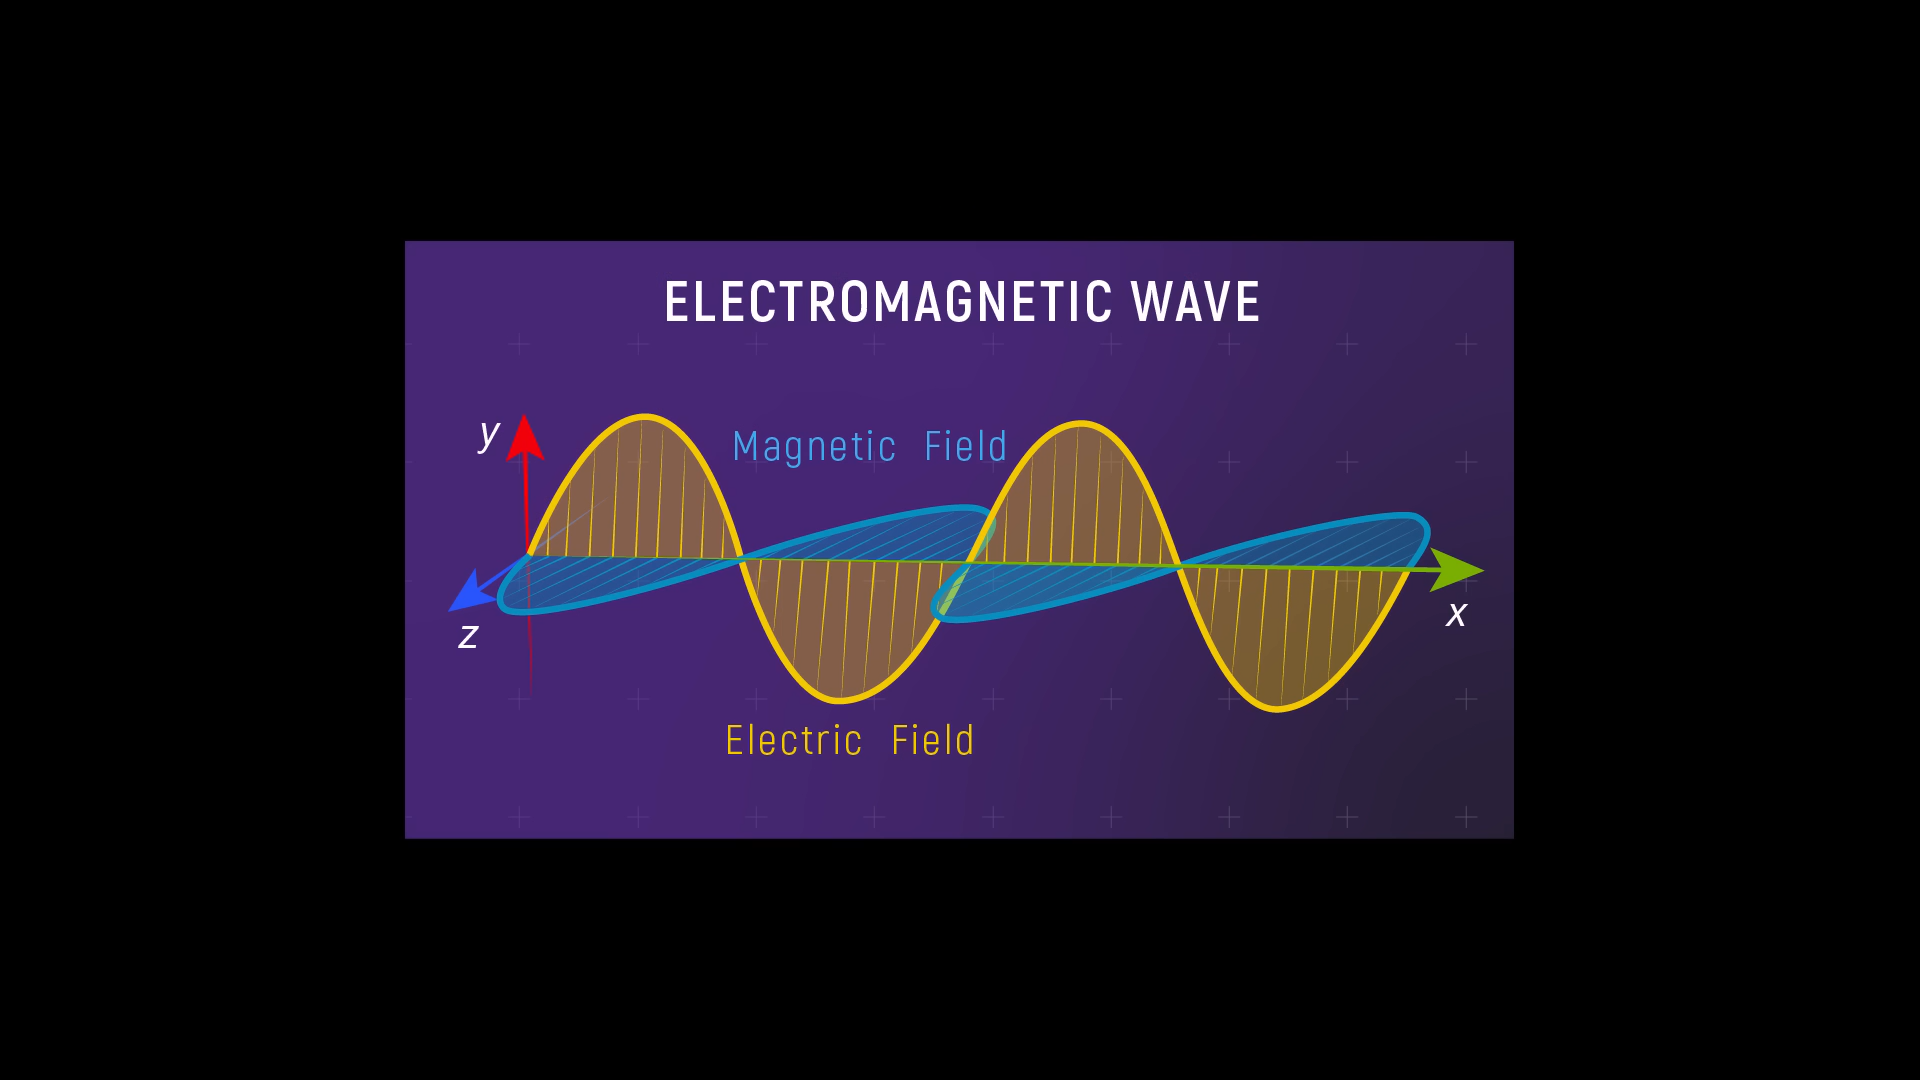 ELECTROMAGNETIC WAVE
y
Magnetic Field
z
x
Electric Field